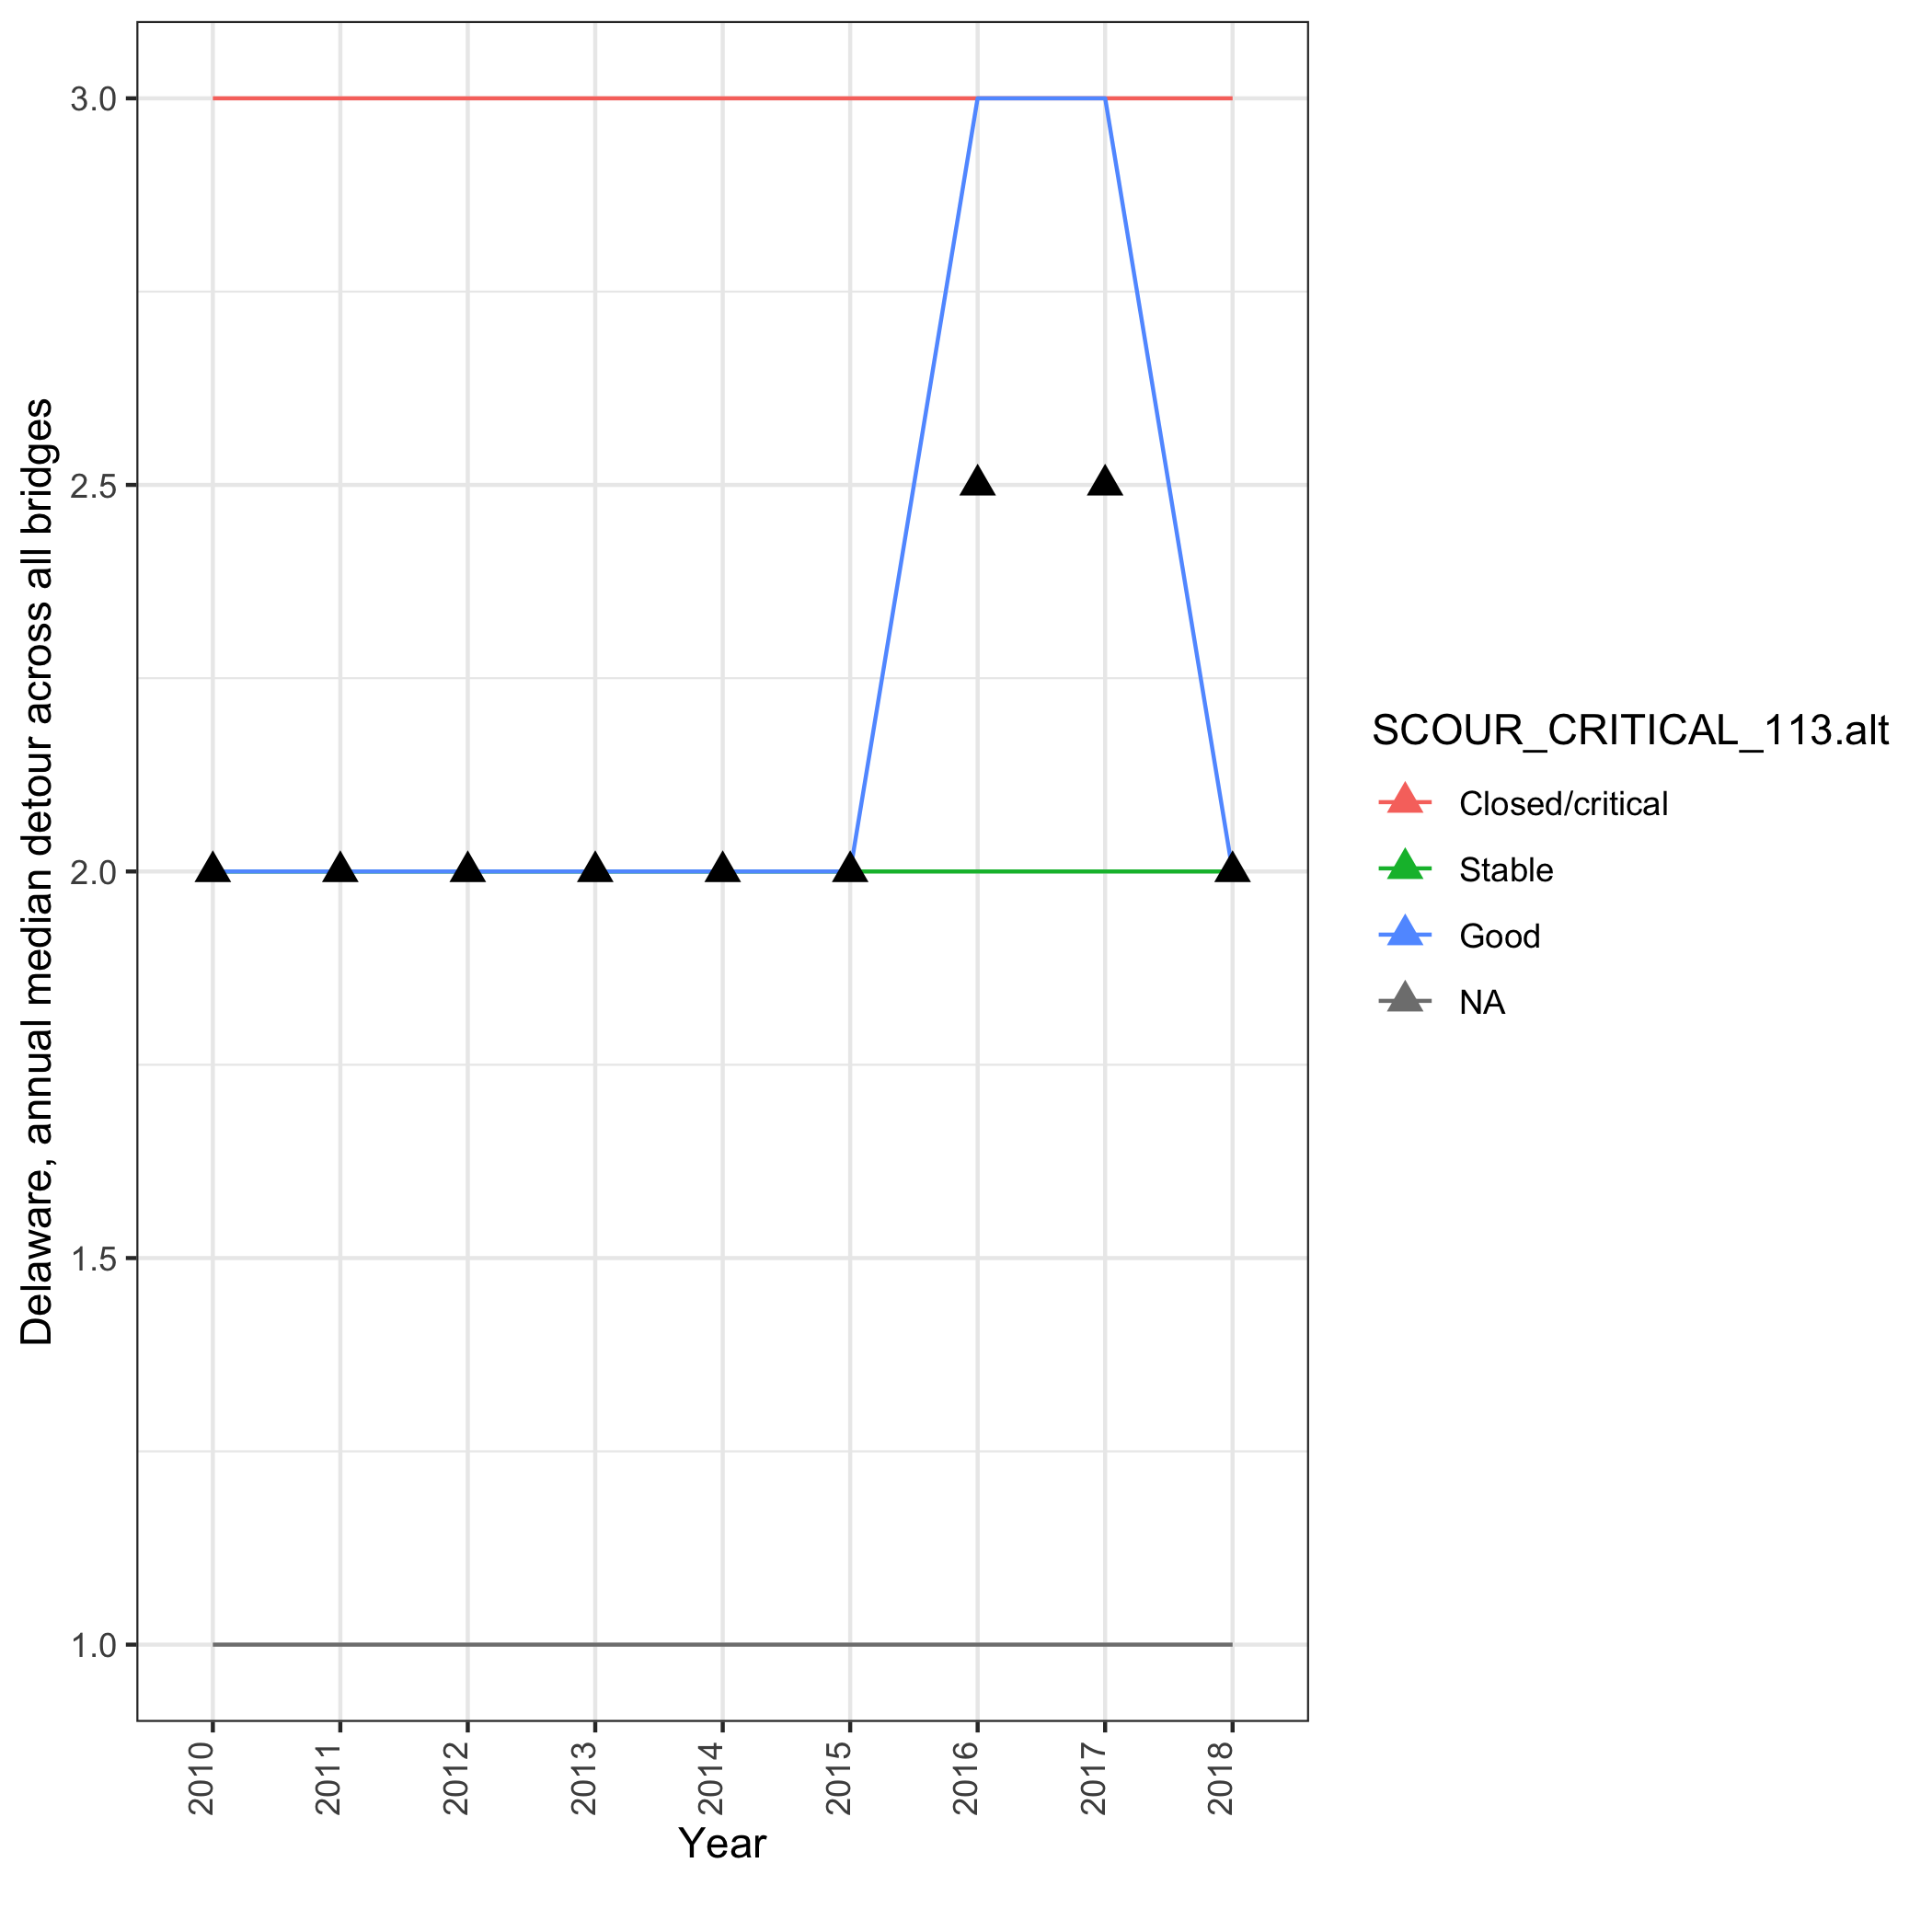 Delaware, annual median detour across all bridges
3.0
2.5
2.0
1.5
1.0
2010
2011
2012
2013
2014
2015
2016
2017
2018
Year
SCOUR_CRITICAL_113.alt
Closed/critical
Stable
Good
NA